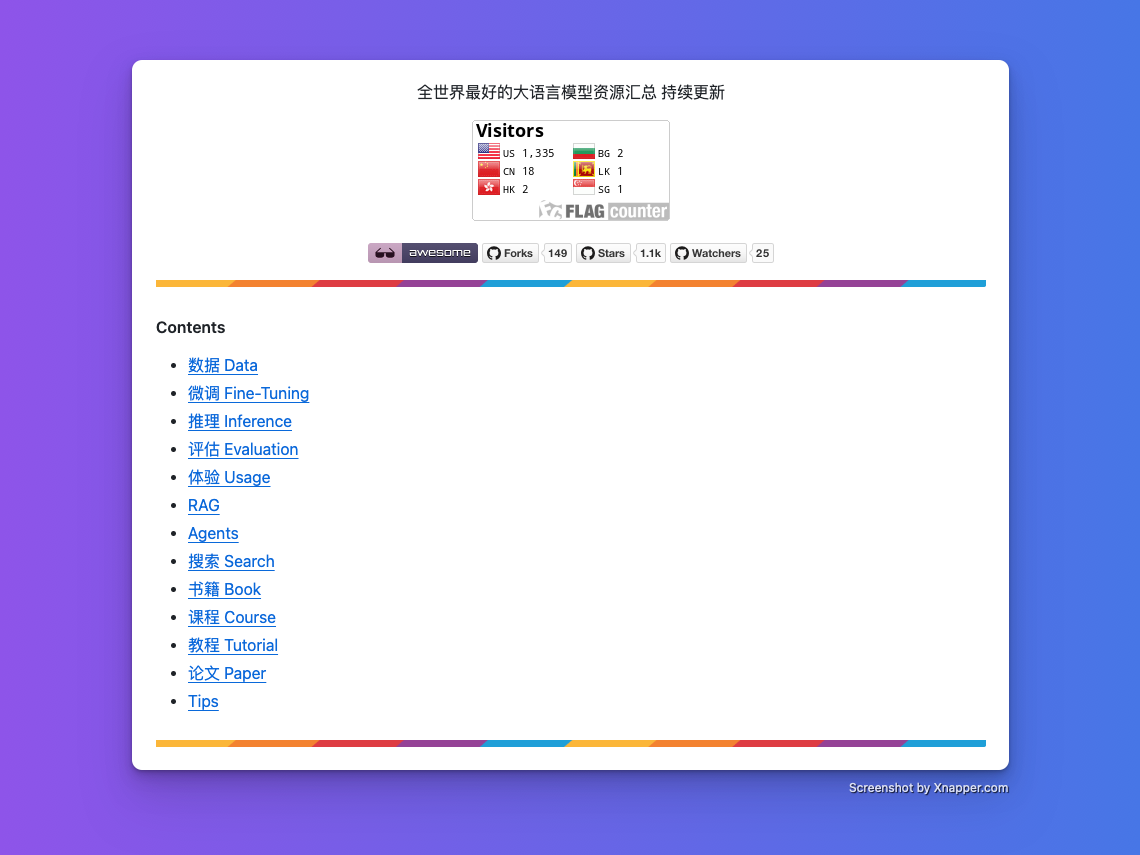 全世界最好的大语言模型资源汇总 持续更新
Visitors
US 1,335 BG 2
CN 18 LK 1
HK 2 SG 1
FLAG counter
awesome Forks 149 Stars 1.1k Watchers 25
Contents
数据 Data
微调 Fine-Tuning
推理 Inference
评估 Evaluation
体验 Usage
RAG
Agents
搜索 Search
书籍 Book
课程 Course
教程 Tutorial
论文 Paper
Tips
Screenshot by Xnapper.com